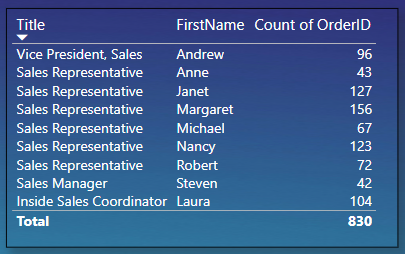 Title FirstName Count of OrderID
Vice President, Sales Andrew 96
Sales Representative Anne 43
Sales Representative Janet 127
Sales Representative Margaret 156
Sales Representative Michael 67
Sales Representative Nancy 123
Sales Representative Robert 72
Sales Manager Steven 42
Inside Sales Coordinator Laura 104
Total 830